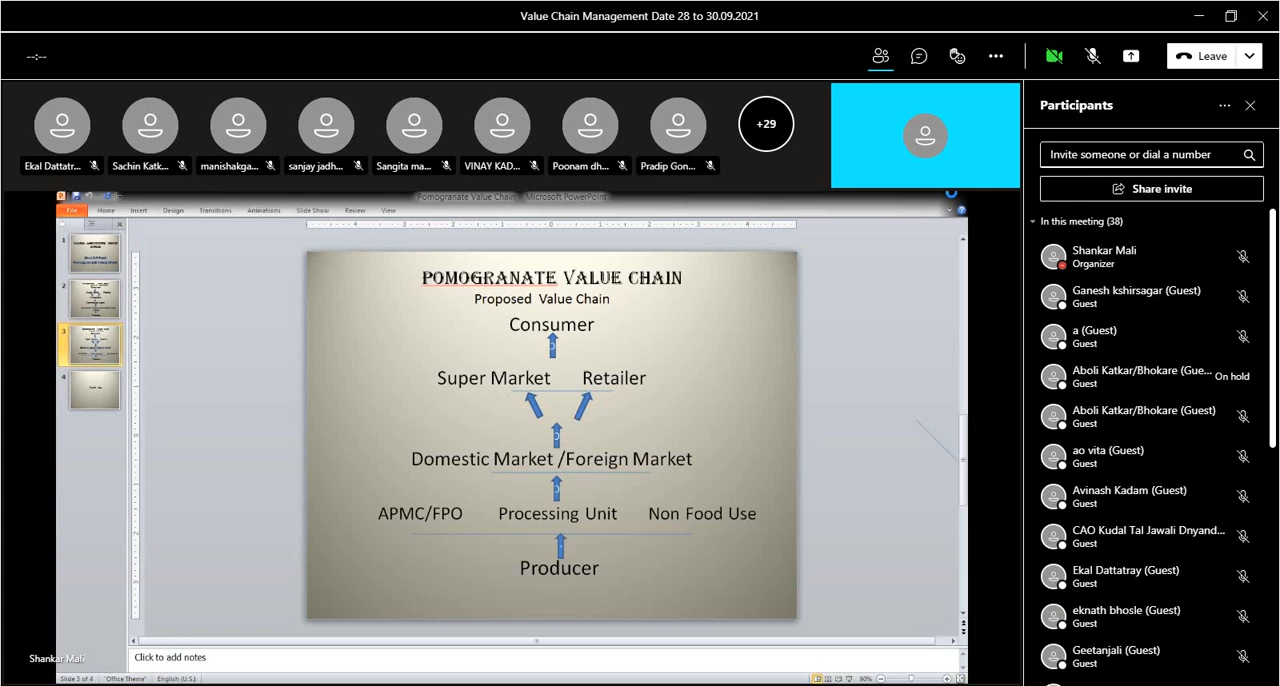 Value Chain Management Date 28 to 30.09.2021
--:--
Leave
Ekal Dattatr...
Sachin Katk...
manishakga...
sanjay jadh...
Sangita ma...
VINAY KAD...
Poonam dh...
Pradip Gon...
+29
Participants
Invite someone or dial a number
Share invite
In this meeting (38)
Shankar Mali
Organizer
Ganesh kshirsagar (Guest)
Guest
a (Guest)
Guest
Aboli Katkar/Bhokare (Gue...
Guest
On hold
Aboli Katkar/Bhokare (Guest)
Guest
ao vita (Guest)
Guest
Avinash Kadam (Guest)
Guest
CAO Kudal Tal Jawali Dnyand...
Guest
Ekal Dattatray (Guest)
Guest
eknath bhosle (Guest)
Guest
Geetanjali (Guest)
Guest
Pomogranate Value Chain - Microsoft PowerPoint
File Home Insert Design Transitions Animations Slide Show Review View
1
2
3
4
POMOGRANATE VALUE CHAIN
Proposed Value Chain
Consumer
Super Market Retailer
Domestic Market /Foreign Market
APMC/FPO Processing Unit Non Food Use
Producer
Click to add notes
Shankar Mali
Slide 3 of 4 "Office Theme" English (U.S.) 90%